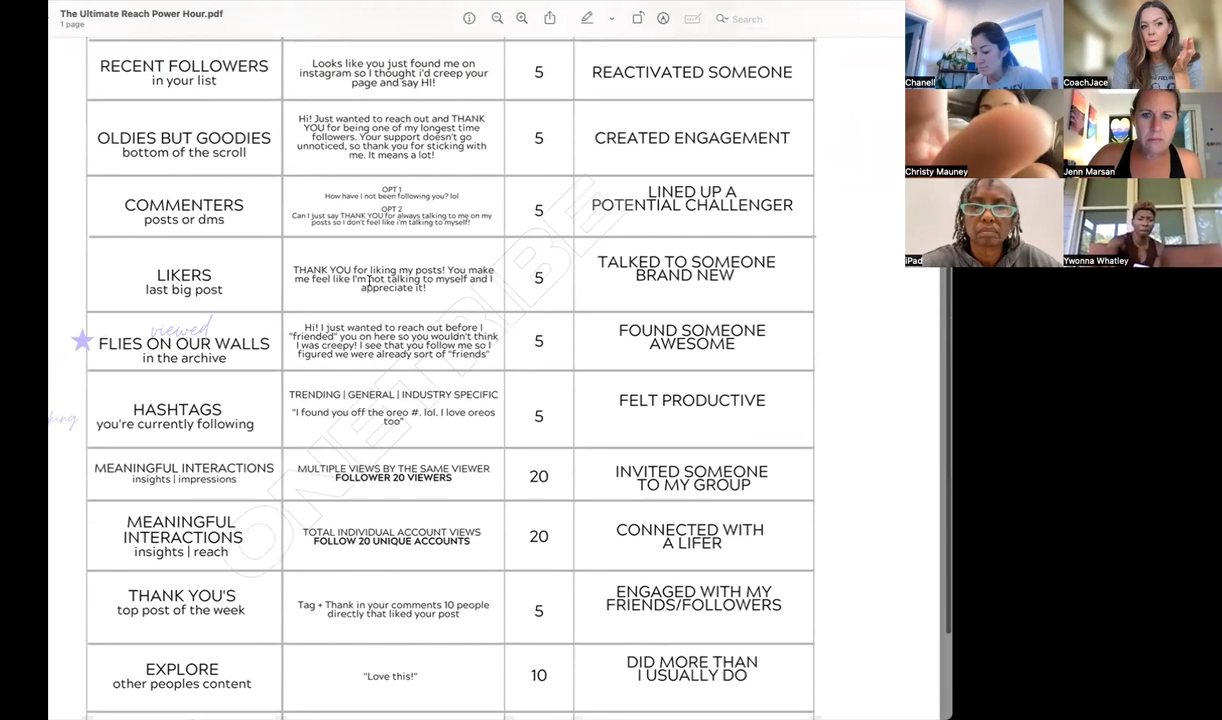 The Ultimate Reach Power Hour.pdf
1 page
Search
RECENT FOLLOWERS
in your list
Looks like you just found me on
instagram so I thought i'd creep your
page and say HI!
5
REACTIVATED SOMEONE
OLDIES BUT GOODIES
bottom of the scroll
Hi! Just wanted to reach out and THANK
YOU for being one of my longest time
followers. Your support doesn't go
unnoticed, so thank you for sticking with
me. It means a lot!
5
CREATED ENGAGEMENT
COMMENTERS
posts or dms
OPT 1
How have I not been following you? lol
OPT 2
Can I just say THANK YOU for always talking to me on my
posts so I don't feel like i'm talking to myself!
5
LINED UP A
POTENTIAL CHALLENGER
LIKERS
last big post
THANK YOU for liking my posts! You make
me feel like I'm not talking to myself and I
appreciate it!
5
TALKED TO SOMEONE
BRAND NEW
viewed
FLIES ON OUR WALLS
in the archive
Hi! I just wanted to reach out before I
"friended" you on here so you wouldn't think
I was creepy! I see that you follow me so I
figured we were already sort of "friends"
5
FOUND SOMEONE
AWESOME
HASHTAGS
you're currently following
TRENDING | GENERAL | INDUSTRY SPECIFIC
"I found you off the oreo #. lol. I love oreos
too"
5
FELT PRODUCTIVE
MEANINGFUL INTERACTIONS
insights | impressions
MULTIPLE VIEWS BY THE SAME VIEWER
FOLLOWER 20 VIEWERS
20
INVITED SOMEONE
TO MY GROUP
MEANINGFUL
INTERACTIONS
insights | reach
TOTAL INDIVIDUAL ACCOUNT VIEWS
FOLLOW 20 UNIQUE ACCOUNTS
20
CONNECTED WITH
A LIFER
THANK YOU'S
top post of the week
Tag + Thank in your comments 10 people
directly that liked your post
5
ENGAGED WITH MY
FRIENDS/FOLLOWERS
EXPLORE
other peoples content
"Love this!"
10
DID MORE THAN
I USUALLY DO
ONETRIBE
Chanell
CoachJace
Christy Mauney
Jenn Marsan
iPad
Ywonna Whatley